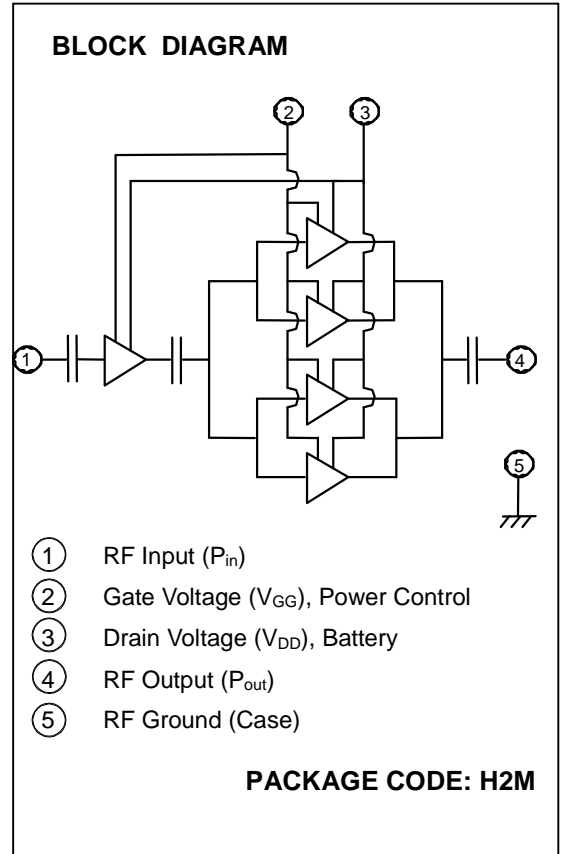 BLOCK DIAGRAM
2 3
1 4
5
1 RF Input (Pin)
2 Gate Voltage (VGG), Power Control
3 Drain Voltage (VDD), Battery
4 RF Output (Pout)
5 RF Ground (Case)
PACKAGE CODE: H2M